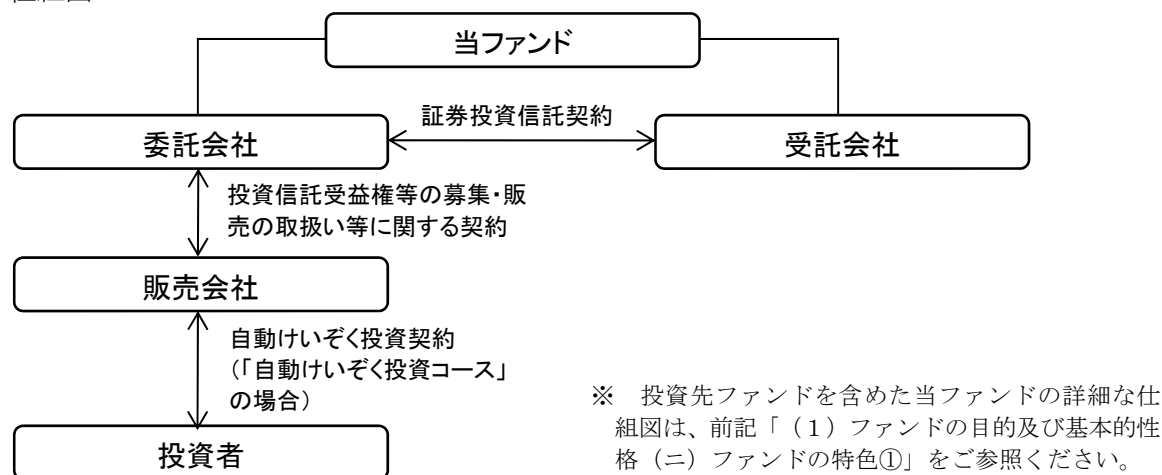 当ファンド
証券投資信託契約
委託会社
受託会社
投資信託受益権等の募集・販
売の取扱い等に関する契約
販売会社
自動けいぞく投資契約
(「自動けいぞく投資コース」
の場合)
※ 投資先ファンドを含めた当ファンドの詳細な仕
組図は、前記「(1)ファンドの目的及び基本的性
格(ニ)ファンドの特色①」をご参照ください。
投資者